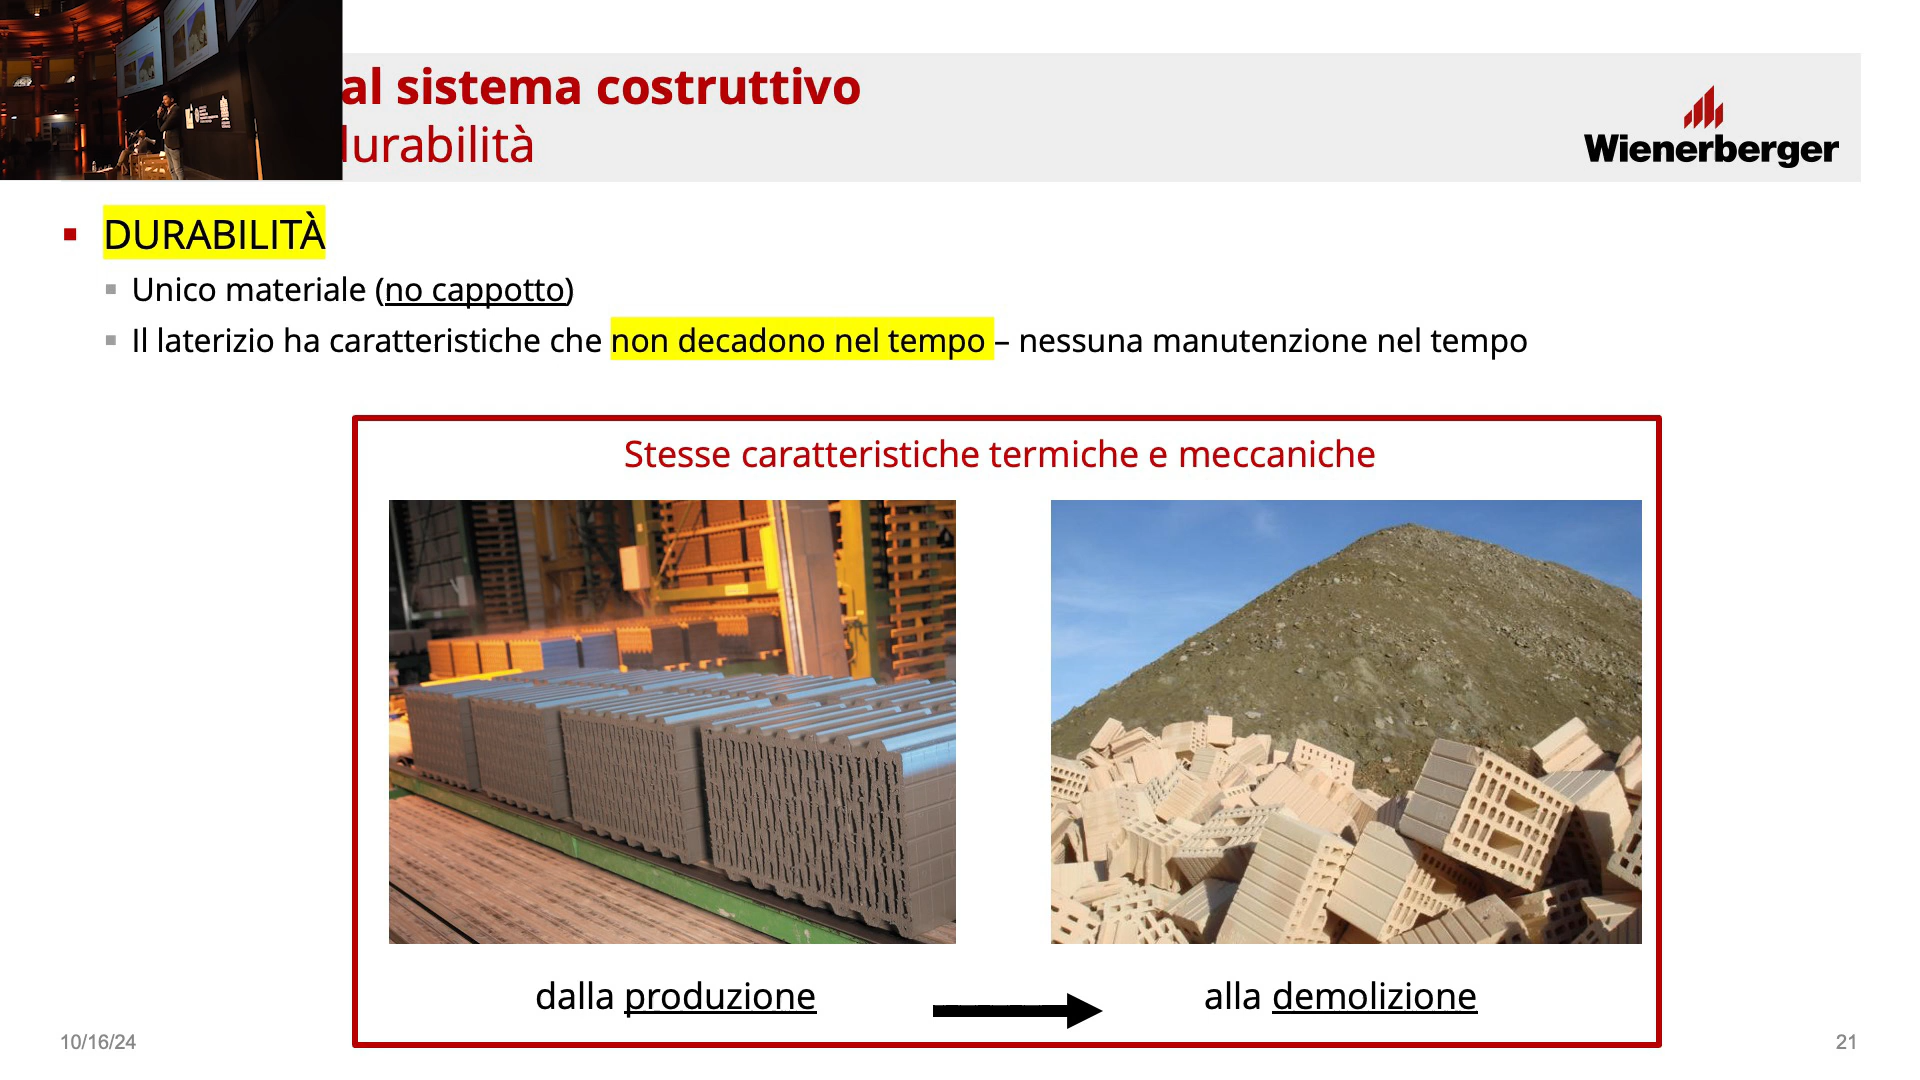 al sistema costruttivo
durabilità
Wienerberger
DURABILITÀ
Unico materiale (no cappotto)
Il laterizio ha caratteristiche che non decadono nel tempo – nessuna manutenzione nel tempo
Stesse caratteristiche termiche e meccaniche
dalla produzione
alla demolizione
10/16/24
21